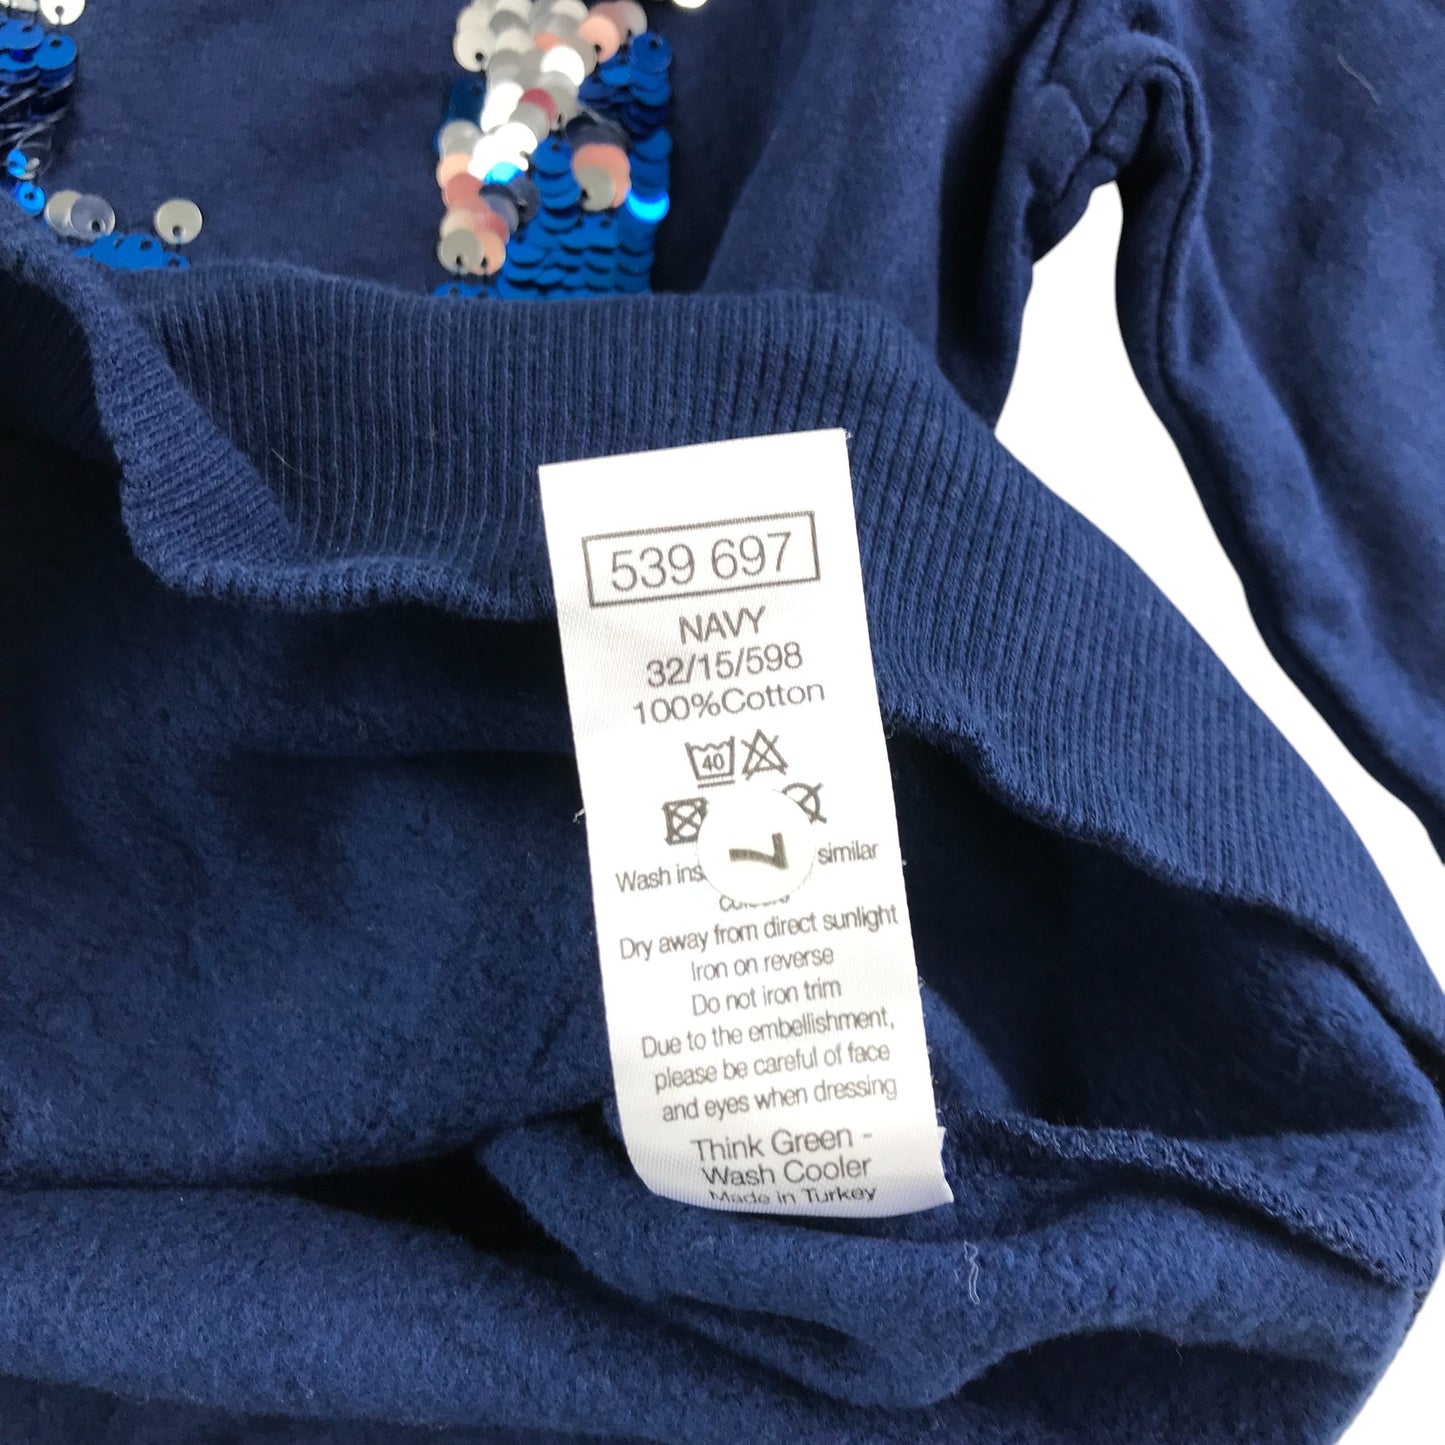 539 697
NAVY
32/15/598
100%Cotton
40
7
Wash ins similar
colours
Dry away from direct sunlight
Iron on reverse
Do not iron trim
Due to the embellishment,
please be careful of face
and eyes when dressing
Think Green -
Wash Cooler
Made in Turkey